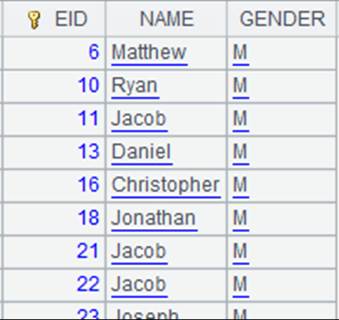 EID NAME GENDER
6 Matthew M
10 Ryan M
11 Jacob M
13 Daniel M
16 Christopher M
18 Jonathan M
21 Jacob M
22 Jacob M
23 Joseph M